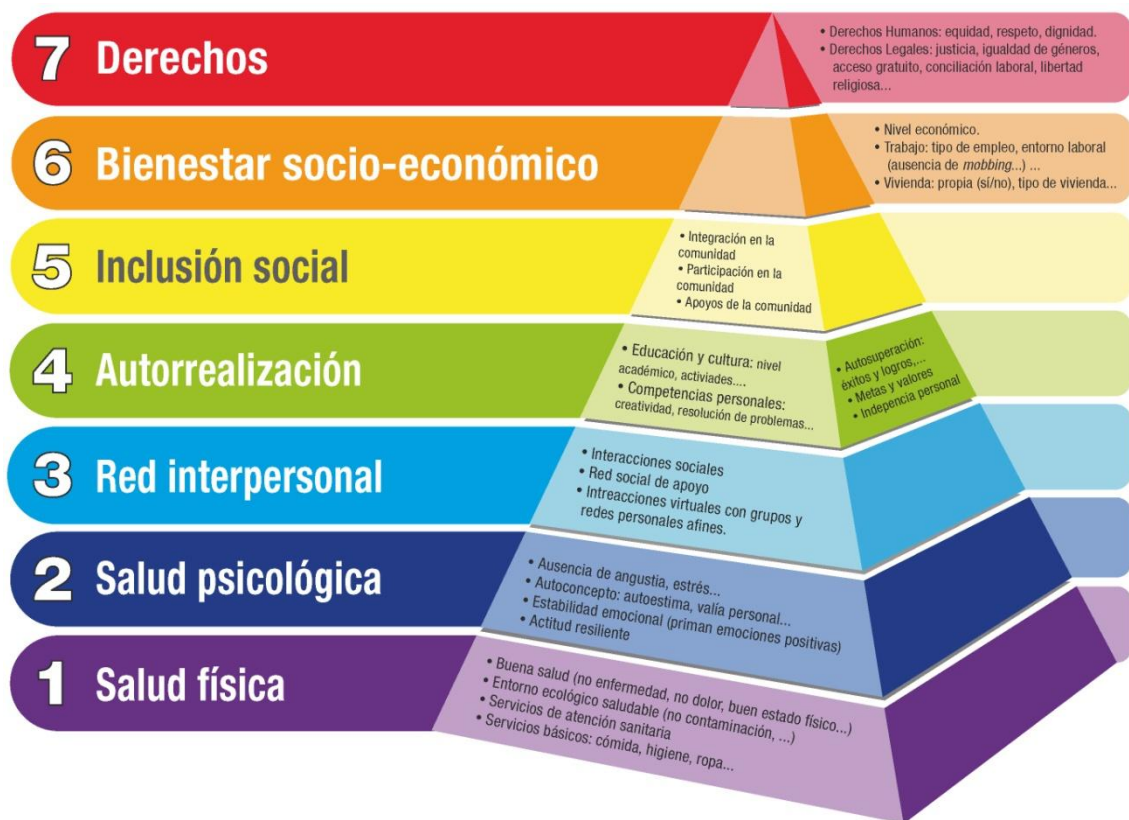 7 Derechos
• Derechos Humanos: equidad, respeto, dignidad.
• Derechos Legales: justicia, igualdad de géneros,
acceso gratuito, conciliación laboral, libertad
religiosa...
6 Bienestar socio-económico
• Nivel económico.
• Trabajo: tipo de empleo, entorno laboral
(ausencia de mobbing...) ...
• Vivienda: propia (sí/no), tipo de vivienda...
5 Inclusión social
• Integración en la
comunidad
• Participación en la
comunidad
• Apoyos de la comunidad
4 Autorrealización
• Educación y cultura: nivel
académico, activiades....
• Competencias personales:
creatividad, resolución de problemas...
• Autosuperación:
éxitos y logros,...
• Metas y valores
• Indepencia personal
3 Red interpersonal
• Interacciones sociales
• Red social de apoyo
• Intreacciones virtuales con grupos y
redes personales afines.
2 Salud psicológica
• Ausencia de angustia, estrés...
• Autoconcepto: autoestima, valía personal...
• Estabilidad emocional (priman emociones positivas)
• Actitud resiliente
1 Salud física
• Buena salud (no enfermedad, no dolor, buen estado físico...)
• Entorno ecológico saludable (no contaminación, ...)
• Servicios de atención sanitaria
• Servicios básicos: cómida, higiene, ropa...